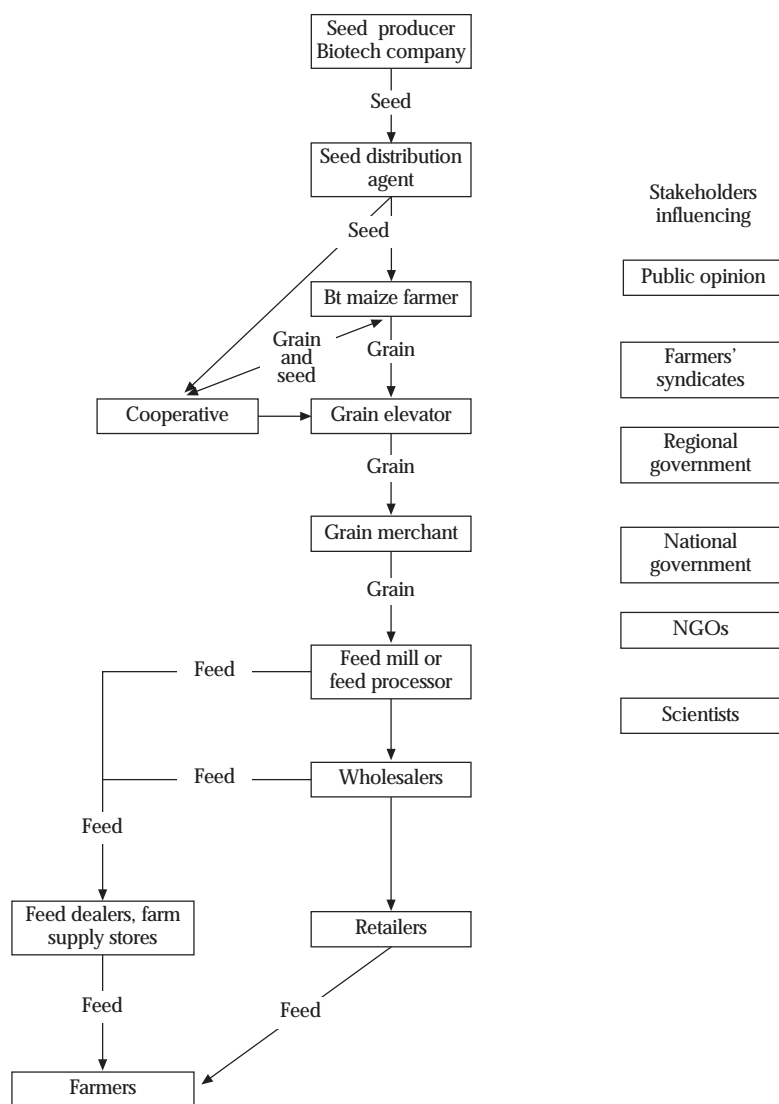 Seed producer
Biotech company
Seed
Seed distribution
agent
Stakeholders
influencing
Seed
Public opinion
Bt maize farmer
Grain
and
seed
Grain
Farmers'
syndicates
Cooperative
Grain elevator
Regional
government
Grain
Grain merchant
National
government
Grain
NGOs
Feed
Feed mill or
feed processor
Scientists
Feed
Wholesalers
Feed
Feed dealers, farm
supply stores
Retailers
Feed
Feed
Farmers